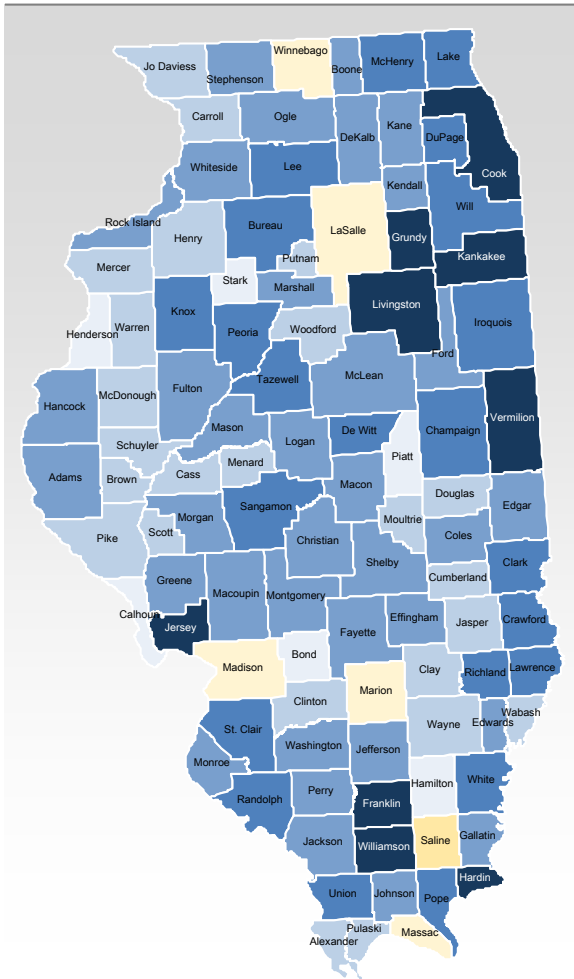 Jo Daviess
Stephenson
Winnebago
Boone
McHenry
Lake
Carroll
Ogle
DeKalb
Kane
DuPage
Cook
Whiteside
Lee
Kendall
Will
Rock Island
Henry
Bureau
LaSalle
Grundy
Kankakee
Mercer
Putnam
Stark
Marshall
Livingston
Henderson
Warren
Knox
Peoria
Woodford
Iroquois
Ford
Hancock
McDonough
Fulton
Tazewell
McLean
Vermilion
Mason
De Witt
Champaign
Schuyler
Logan
Piatt
Adams
Brown
Cass
Menard
Macon
Douglas
Edgar
Pike
Scott
Morgan
Sangamon
Moultrie
Coles
Christian
Shelby
Clark
Greene
Macoupin
Montgomery
Cumberland
Calhoun
Jersey
Fayette
Effingham
Jasper
Crawford
Madison
Bond
Marion
Clay
Richland
Lawrence
Clinton
Wayne
Edwards
Wabash
St. Clair
Washington
Jefferson
Monroe
Randolph
Perry
Franklin
Hamilton
White
Jackson
Williamson
Saline
Gallatin
Union
Johnson
Pope
Hardin
Alexander
Pulaski
Massac